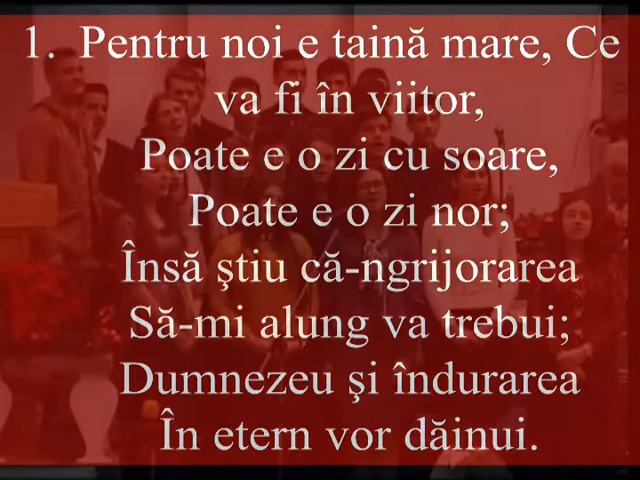 1. Pentru noi e taină mare, Ce
va fi în viitor,
Poate e o zi cu soare,
Poate e o zi nor;
Însă ştiu că-ngrijorarea
Să-mi alung va trebui;
Dumnezeu şi îndurarea
În etern vor dăinui.